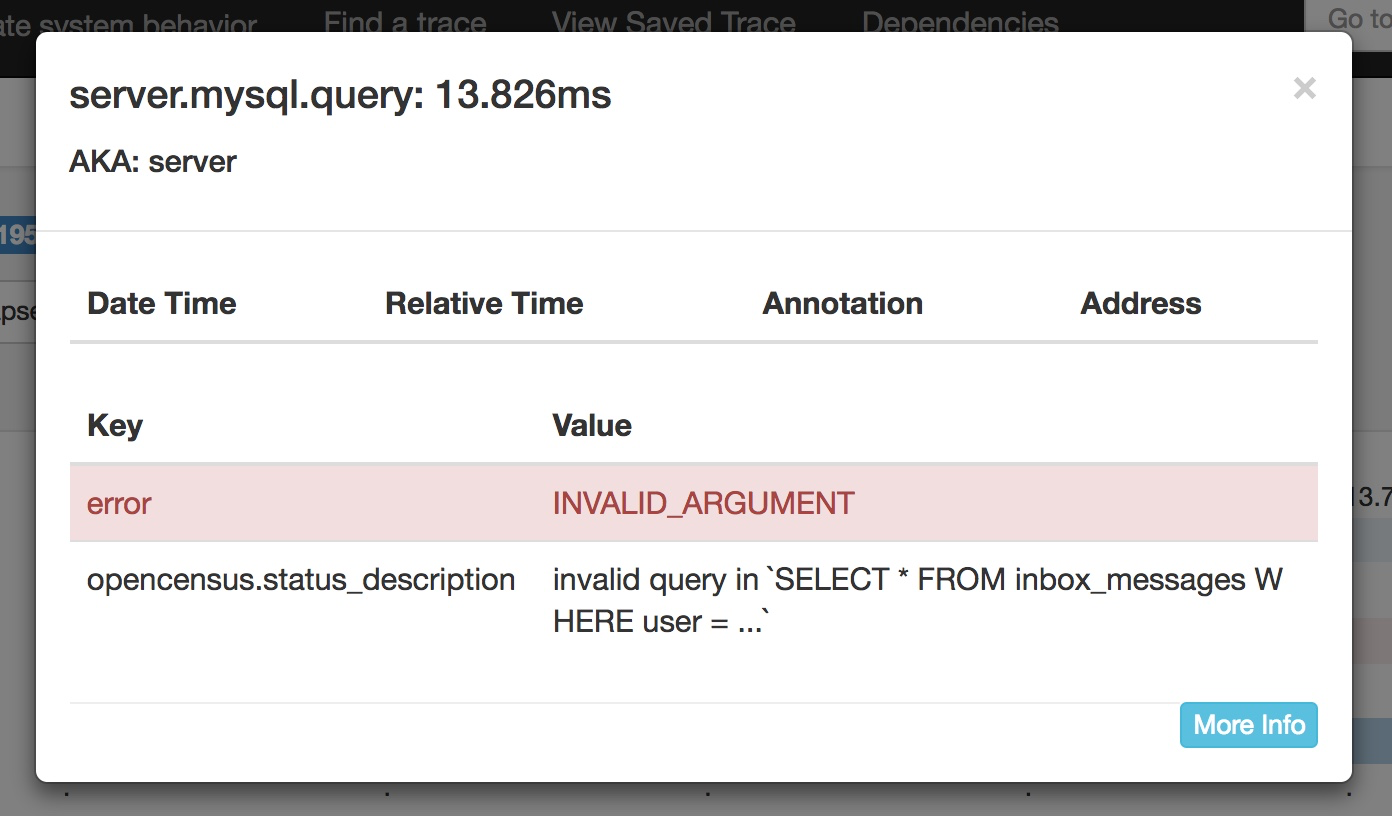 ate system behavior Find a trace View Saved Trace Dependencies Go to
server.mysql.query: 13.826ms ×
AKA: server
195
Date Time Relative Time Annotation Address
apse
Key Value
error INVALID_ARGUMENT
13.7
opencensus.status_description invalid query in `SELECT * FROM inbox_messages W
HERE user = ...`
More Info